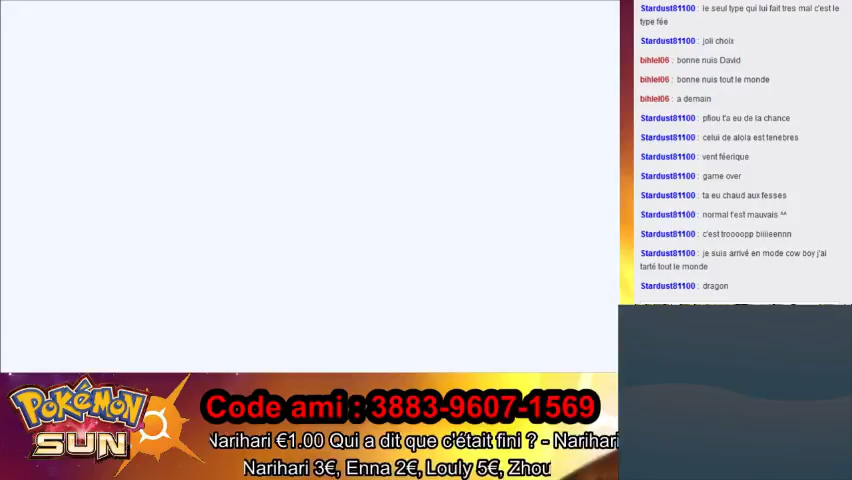 Stardust81100 : le seul type qui lui fait tres mal c'est le
type fée
Stardust81100 : joli choix
bihlel06 : bonne nuis David
bihlel06 : bonne nuis tout le monde
bihlel06 : a demain
Stardust81100 : pfiou t'a eu de la chance
Stardust81100 : celui de alola est tenebres
Stardust81100 : vent féerique
Stardust81100 : game over
Stardust81100 : ta eu chaud aux fesses
Stardust81100 : normal t'est mauvais ^^
Stardust81100 : c'est troooopp biiiieennn
Stardust81100 : je suis arrivé en mode cow boy j'ai
tarté tout le monde
Stardust81100 : dragon
POKéMON
SUN
Code ami : 3883-9607-1569
Narihari €1.00 Qui a dit que c'était fini ? - Narihari
Narihari 3€, Enna 2€, Louly 5€, Zhou